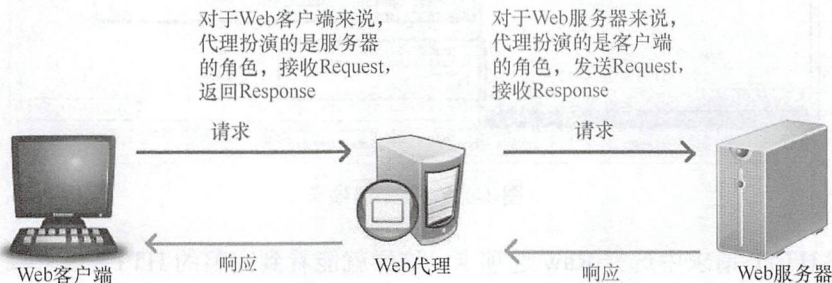 对于Web客户端来说，
代理扮演的是服务器
的角色，接收Request，
返回Response
对于Web服务器来说，
代理扮演的是客户端
的角色，发送Request，
接收Response
请求
请求
响应
响应
Web客户端
Web代理
Web服务器